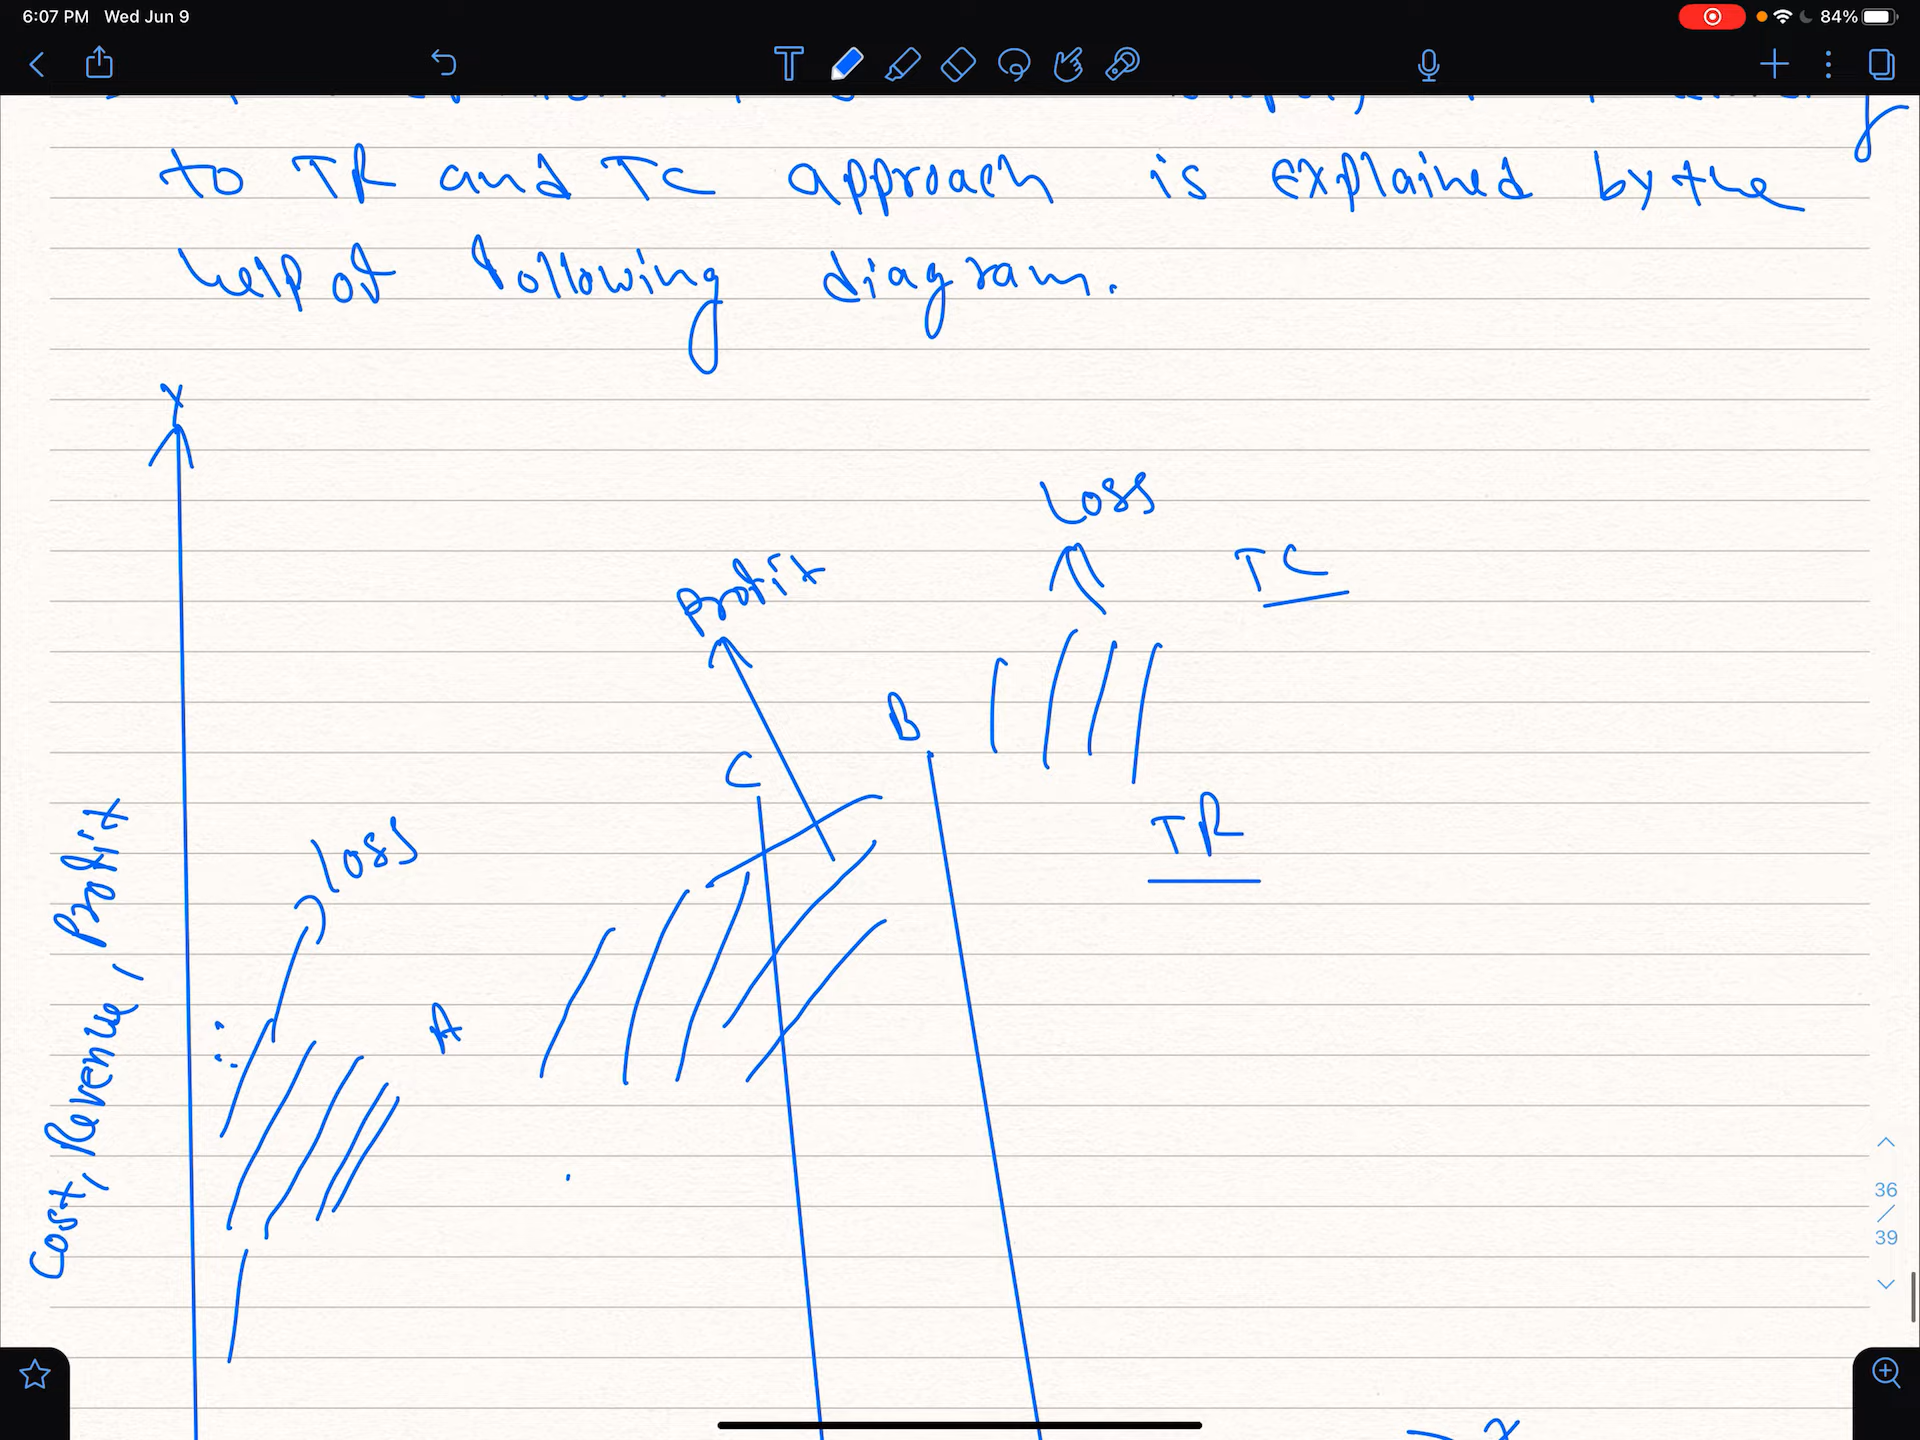 6:07 PM Wed Jun 9
84%
to TR and TC approach is explained by the
help of following diagram.
Y
Loss
TC
Profit
B
C
TR
Loss
A
Cost, Revenue, Profit
36
/
39
x